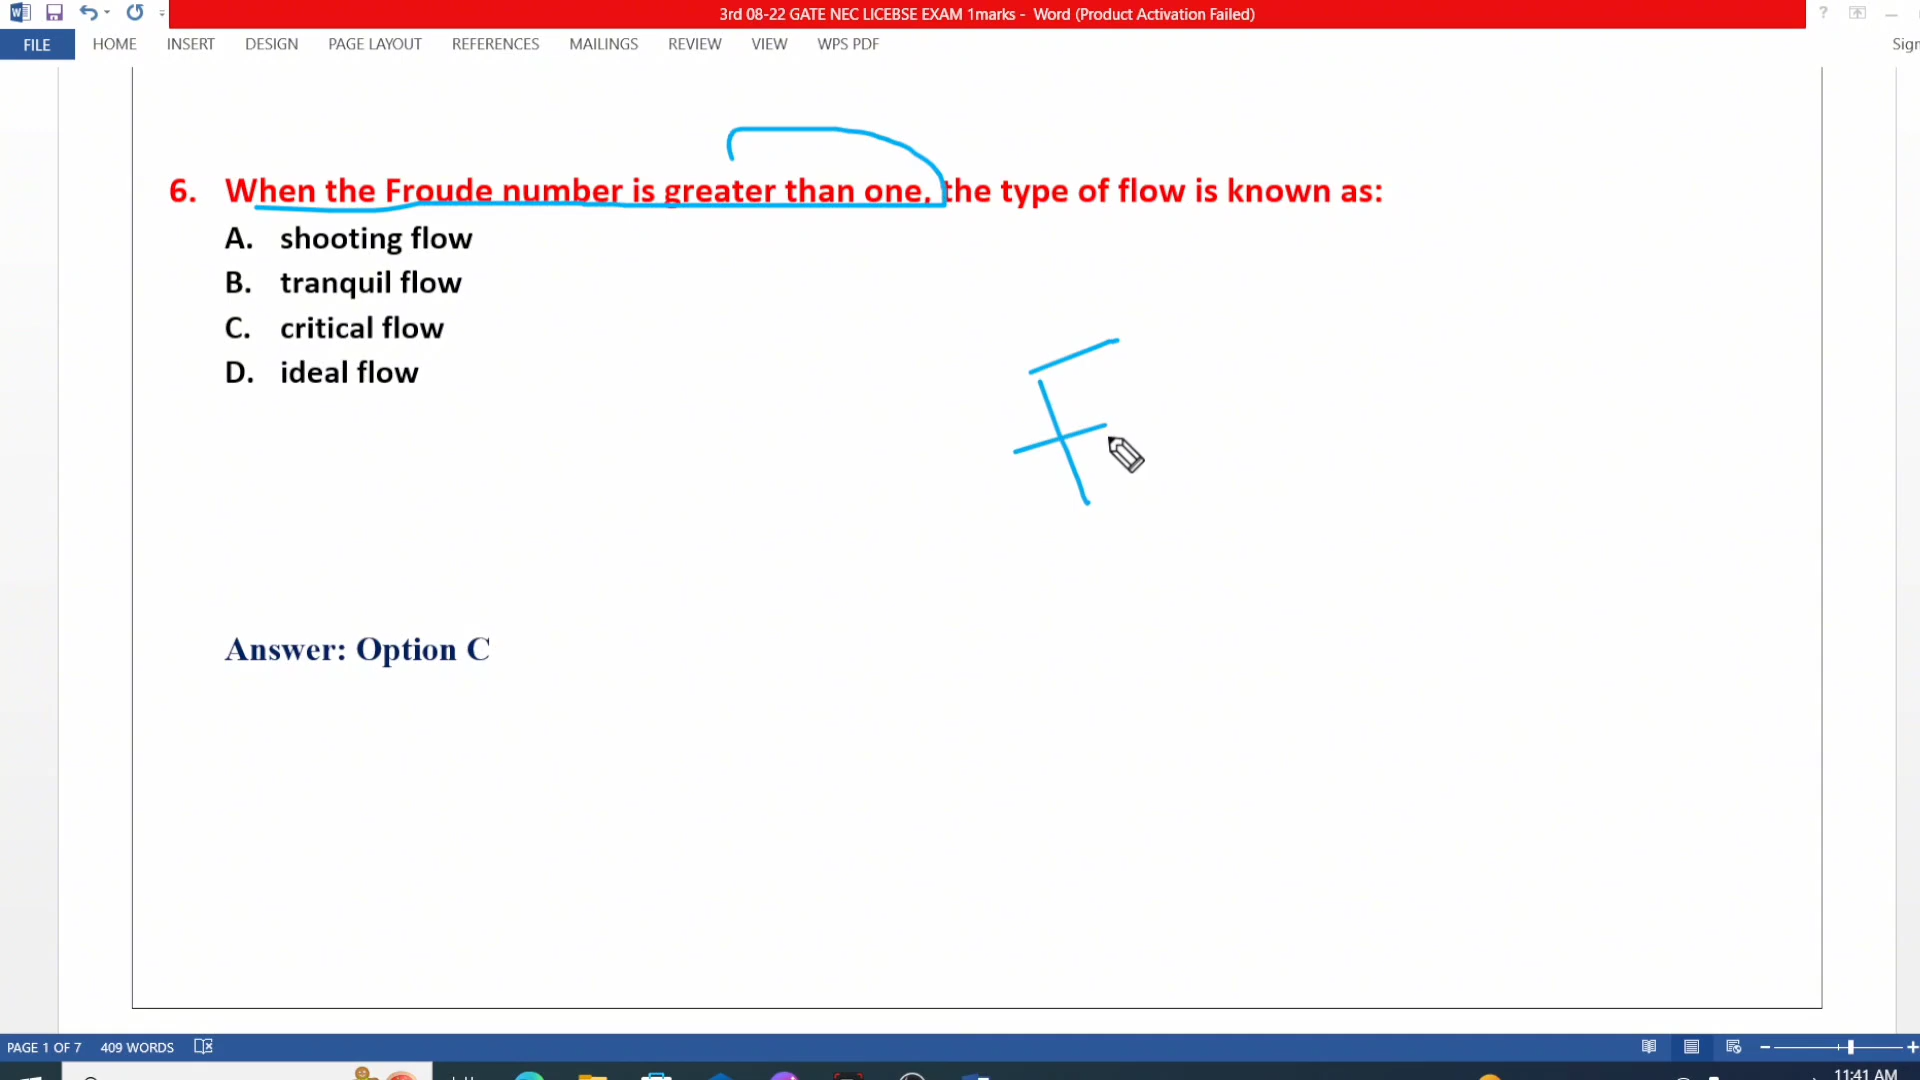 3rd 08-22 GATE NEC LICEBSE EXAM 1marks - Word (Product Activation Failed)
FILE HOME INSERT DESIGN PAGE LAYOUT REFERENCES MAILINGS REVIEW VIEW WPS PDF Sign
6. When the Froude number is greater than one, the type of flow is known as:
A. shooting flow
B. tranquil flow
C. critical flow
D. ideal flow
F
Answer: Option C
PAGE 1 OF 7 409 WORDS
11:41 AM